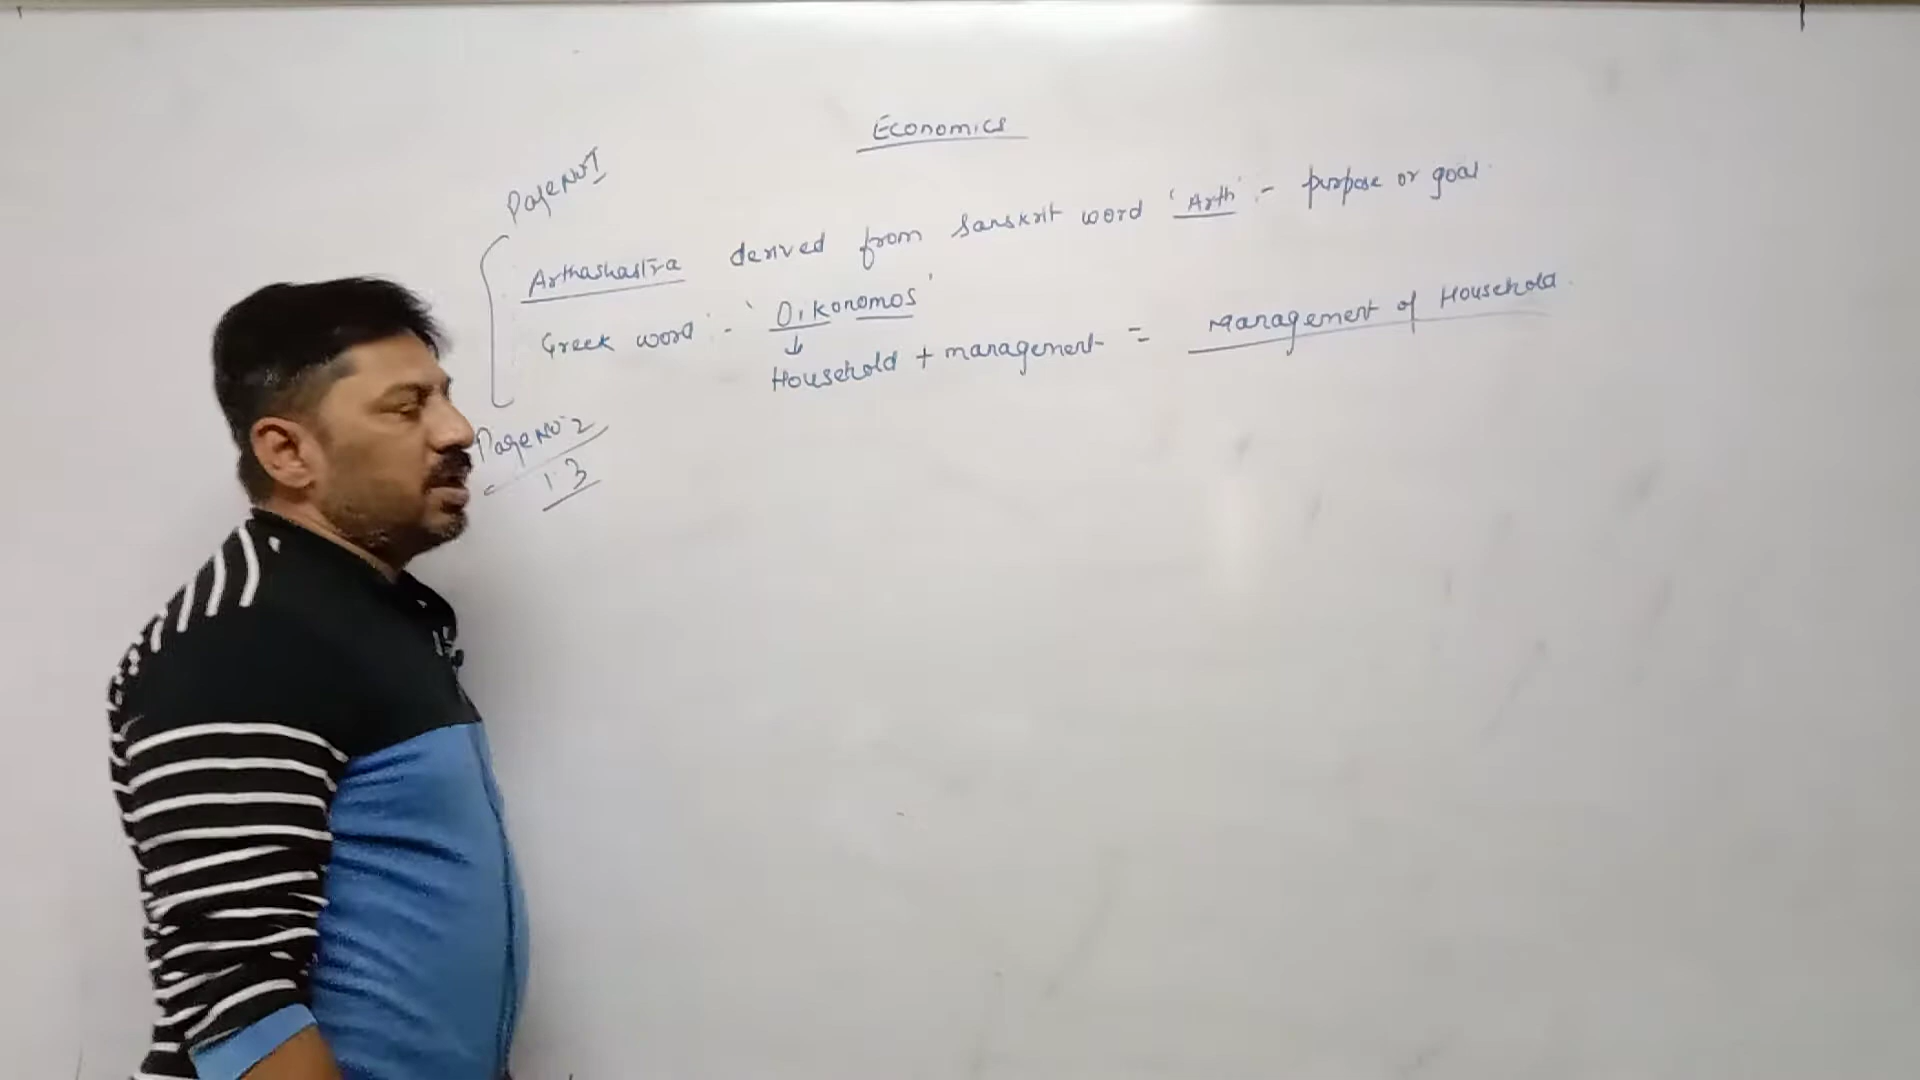 Economics
Page No 1
Arthashastra derived from Sanskrit word 'Arth' :- purpose or goal.
Greek word :- 'Oikonomos'
↓
Household + management = Management of Household.
Page No 2
1.3